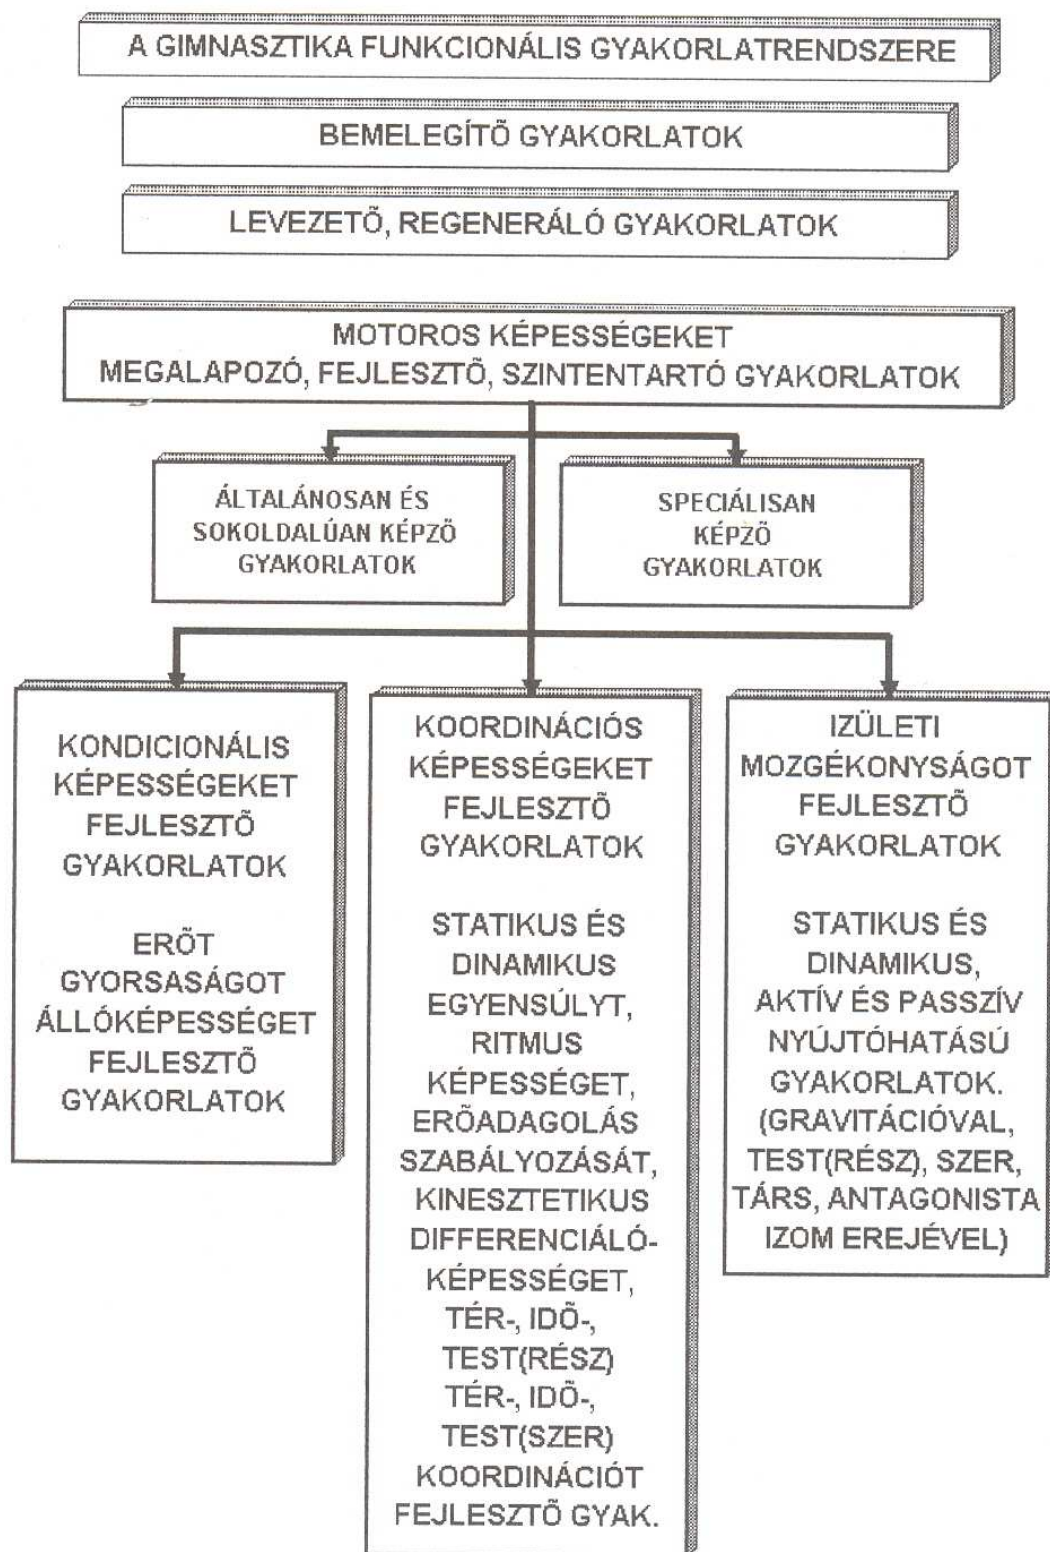 A GIMNASZTIKA FUNKCIONÁLIS GYAKORLATRENDSZERE
BEMELEGÍTÕ GYAKORLATOK
LEVEZETÕ, REGENERÁLÓ GYAKORLATOK
MOTOROS KÉPESSÉGEKET
MEGALAPOZÓ, FEJLESZTÕ, SZINTENTARTÓ GYAKORLATOK
ÁLTALÁNOSAN ÉS
SOKOLDALÚAN KÉPZÕ
GYAKORLATOK
SPECIÁLISAN
KÉPZÕ
GYAKORLATOK
KONDICIONÁLIS
KÉPESSÉGEKET
FEJLESZTÕ
GYAKORLATOK
ERÕT
GYORSASÁGOT
ÁLLÓKÉPESSÉGET
FEJLESZTÕ
GYAKORLATOK
KOORDINÁCIÓS
KÉPESSÉGEKET
FEJLESZTÕ
GYAKORLATOK
STATIKUS ÉS
DINAMIKUS
EGYENSÚLYT,
RITMUS
KÉPESSÉGET,
ERÕADAGOLÁS
SZABÁLYOZÁSÁT,
KINESZTETIKUS
DIFFERENCIÁLÓ-
KÉPESSÉGET,
TÉR-, IDÕ-,
TEST(RÉSZ)
TÉR-, IDÕ-,
TEST(SZER)
KOORDINÁCIÓT
FEJLESZTÕ GYAK.
IZÜLETI
MOZGÉKONYSÁGOT
FEJLESZTÕ
GYAKORLATOK
STATIKUS ÉS
DINAMIKUS,
AKTÍV ÉS PASSZÍV
NYÚJTÓHATÁSÚ
GYAKORLATOK.
(GRAVITÁCIÓVAL,
TEST(RÉSZ), SZER,
TÁRS, ANTAGONISTA
IZOM EREJÉVEL)